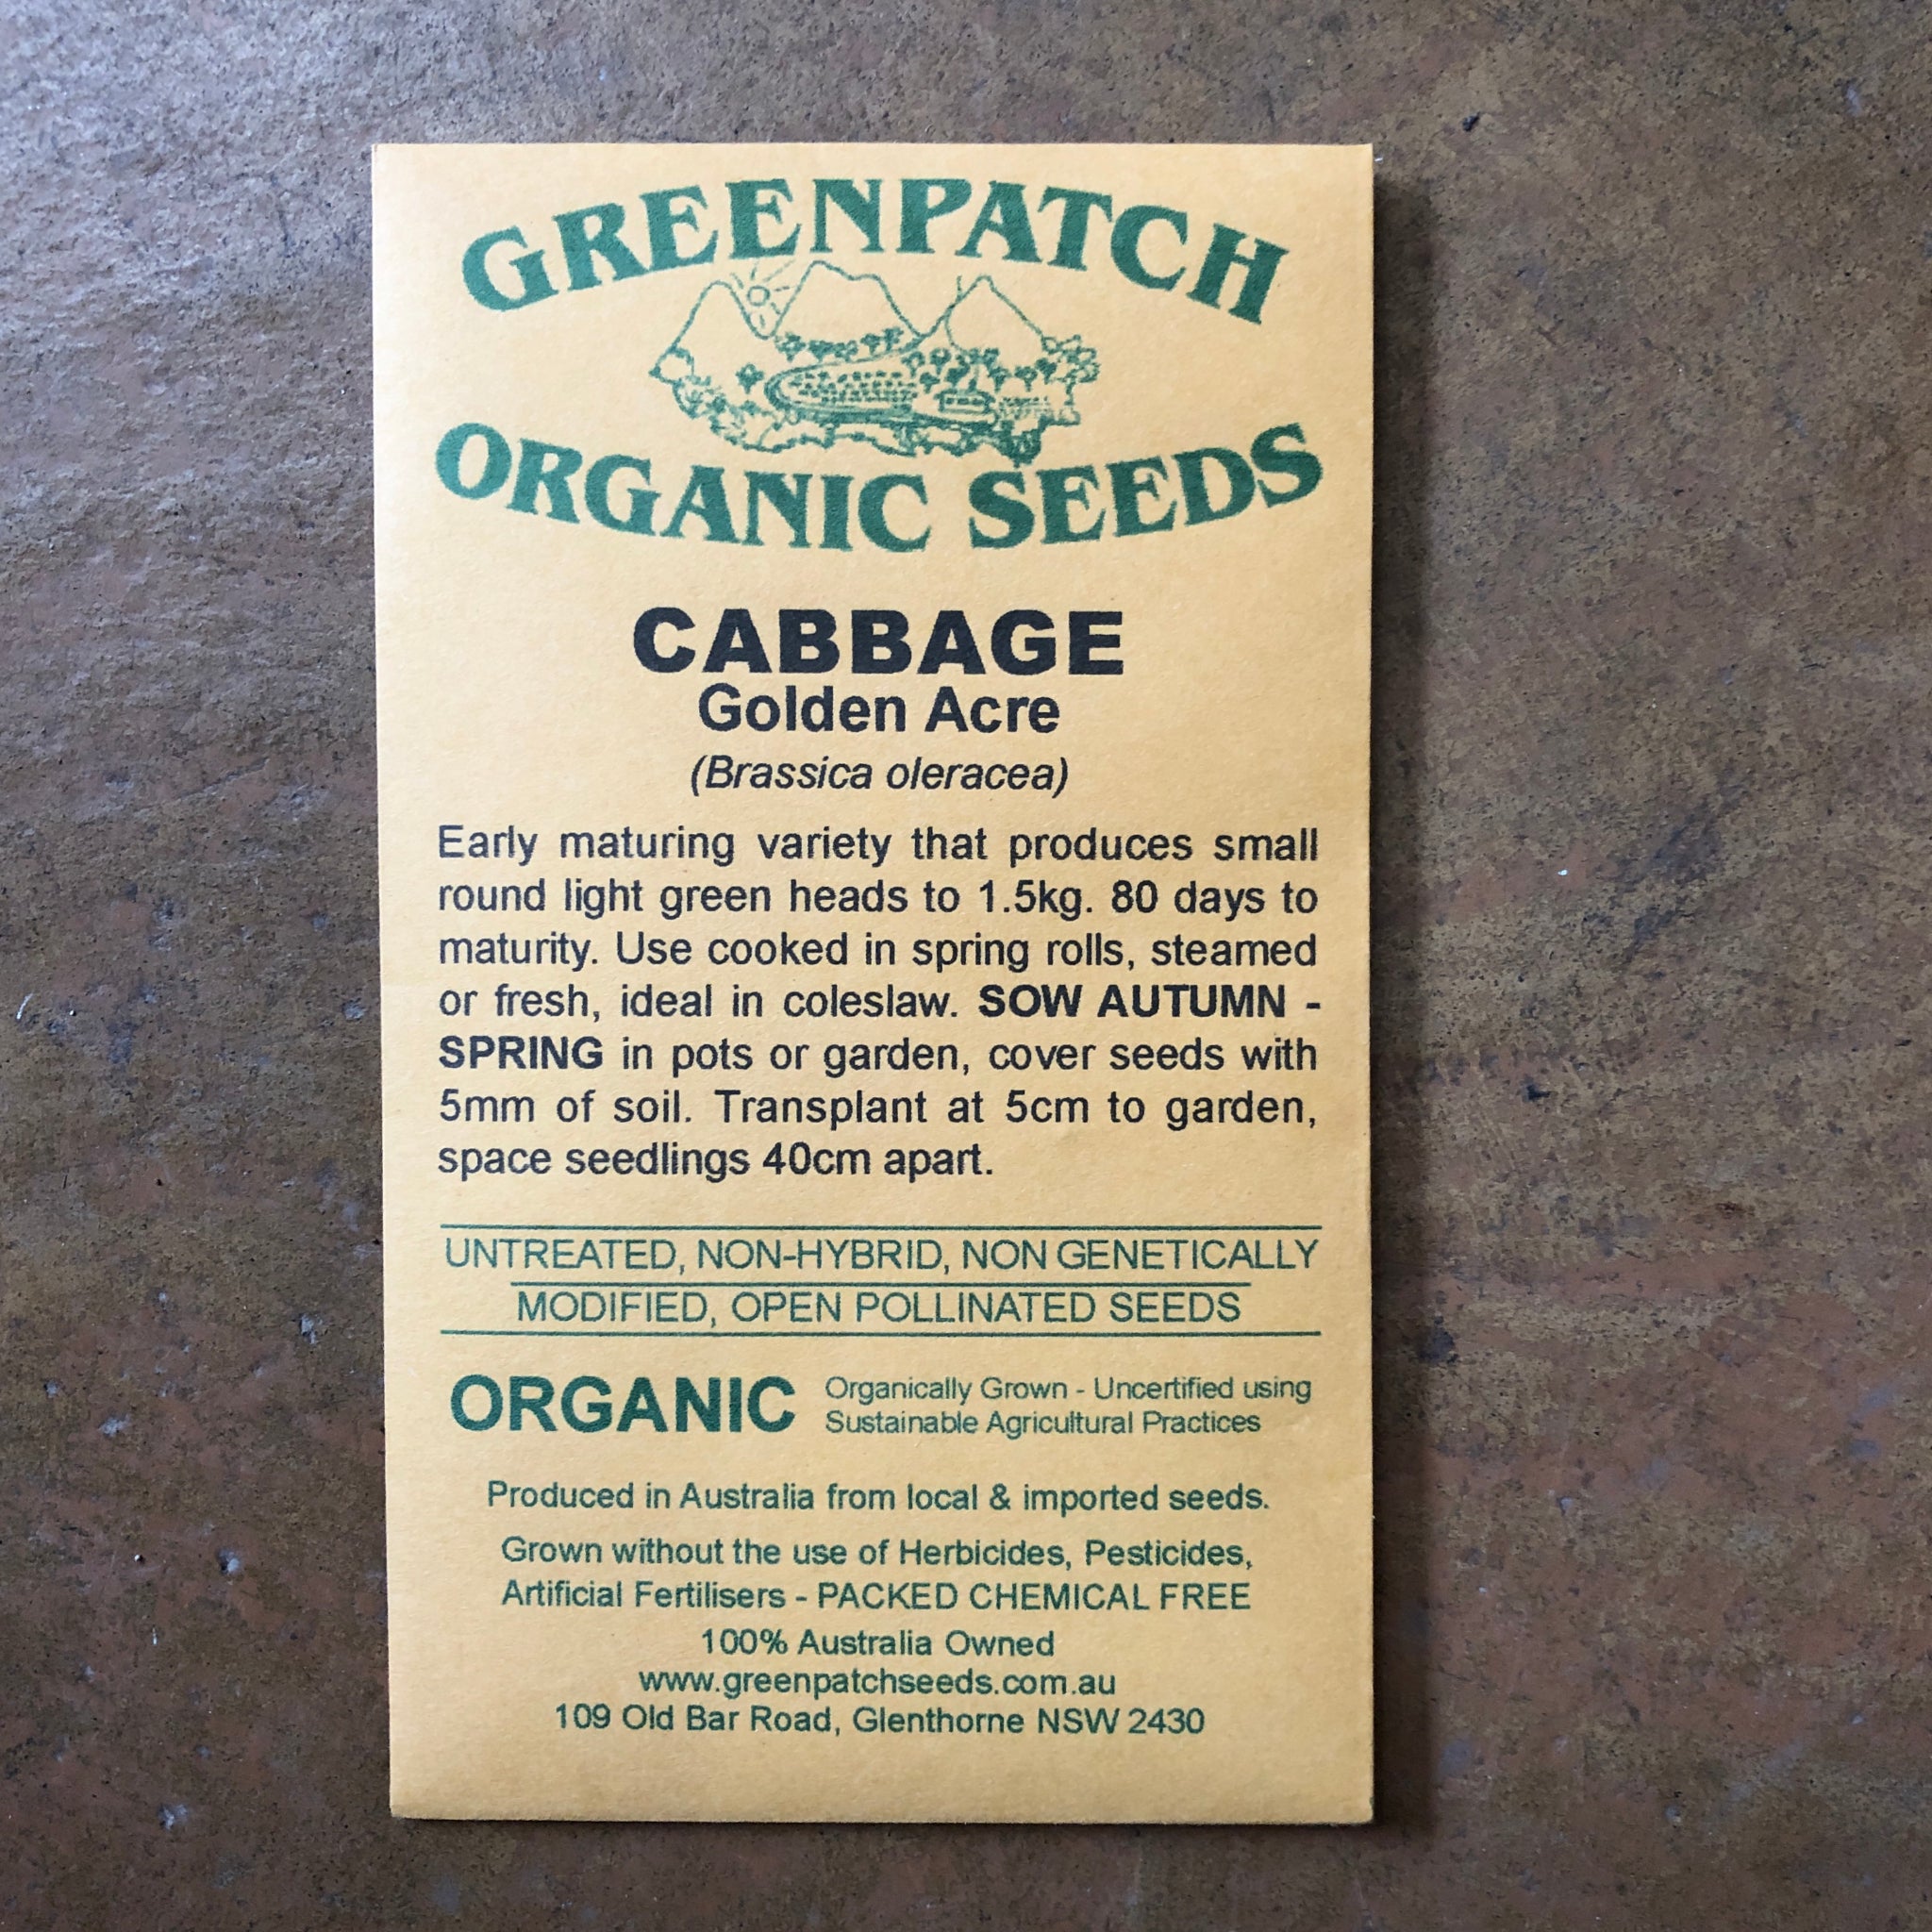 GREENPATCH
ORGANIC SEEDS
CABBAGE
Golden Acre
(Brassica oleracea)
Early maturing variety that produces small
round light green heads to 1.5kg. 80 days to
maturity. Use cooked in spring rolls, steamed
or fresh, ideal in coleslaw. SOW AUTUMN -
SPRING in pots or garden, cover seeds with
5mm of soil. Transplant at 5cm to garden,
space seedlings 40cm apart.
UNTREATED, NON-HYBRID, NON GENETICALLY
MODIFIED, OPEN POLLINATED SEEDS
ORGANIC
Organically Grown - Uncertified using
Sustainable Agricultural Practices
Produced in Australia from local & imported seeds.
Grown without the use of Herbicides, Pesticides,
Artificial Fertilisers - PACKED CHEMICAL FREE
100% Australia Owned
www.greenpatchseeds.com.au
109 Old Bar Road, Glenthorne NSW 2430